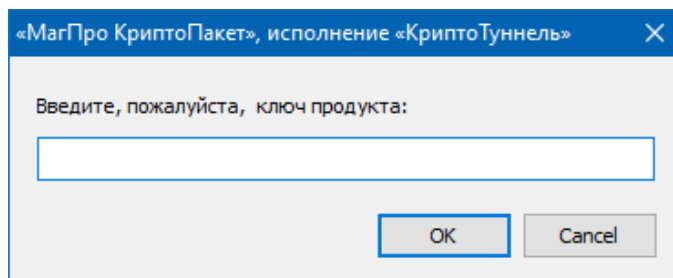 «МагПро КриптоПакет», исполнение «КриптоТуннель»
Введите, пожалуйста, ключ продукта:
OK Cancel